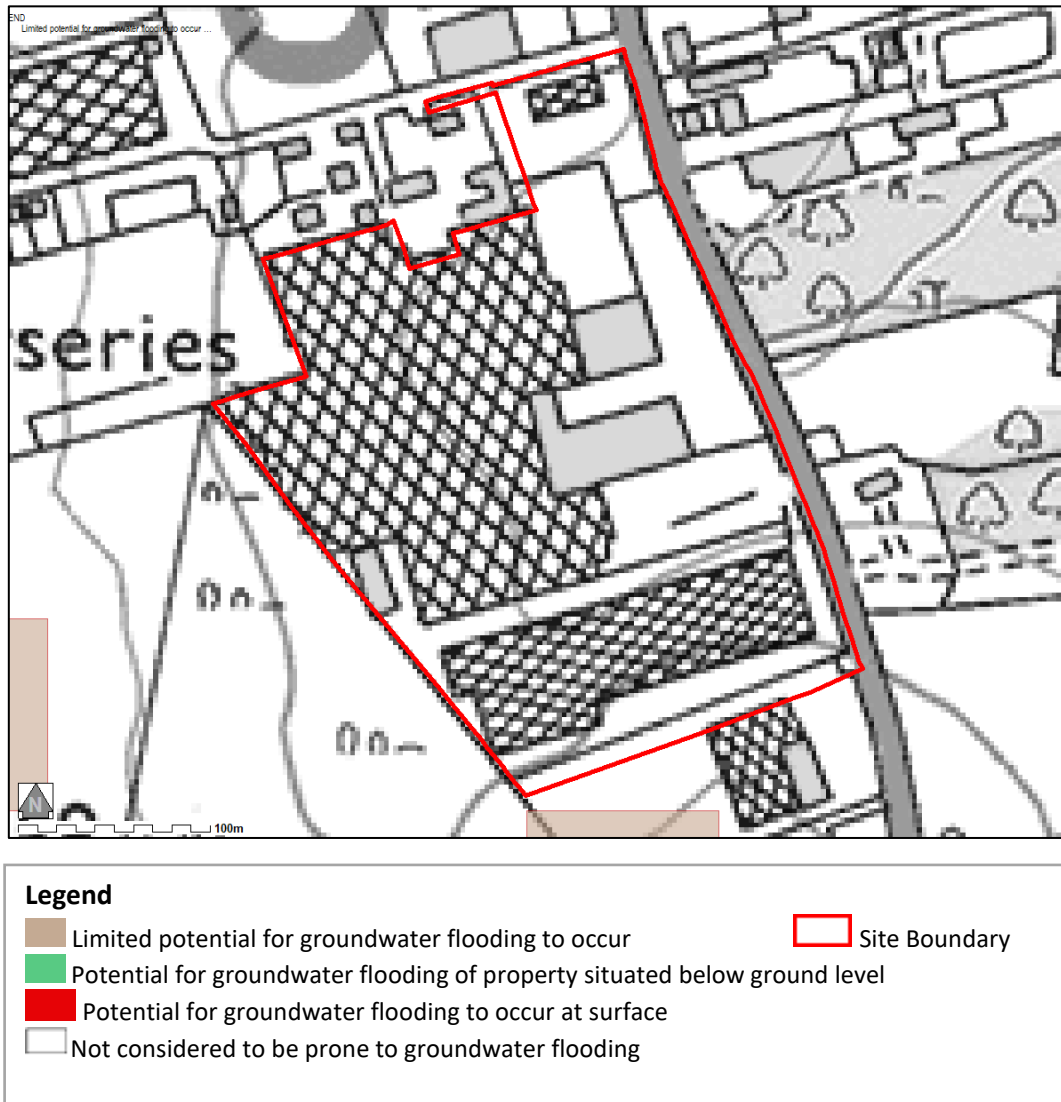 END
Limited potential for groundwater flooding to occur ...
series
N
100m
Legend
Limited potential for groundwater flooding to occur
Site Boundary
Potential for groundwater flooding of property situated below ground level
Potential for groundwater flooding to occur at surface
Not considered to be prone to groundwater flooding